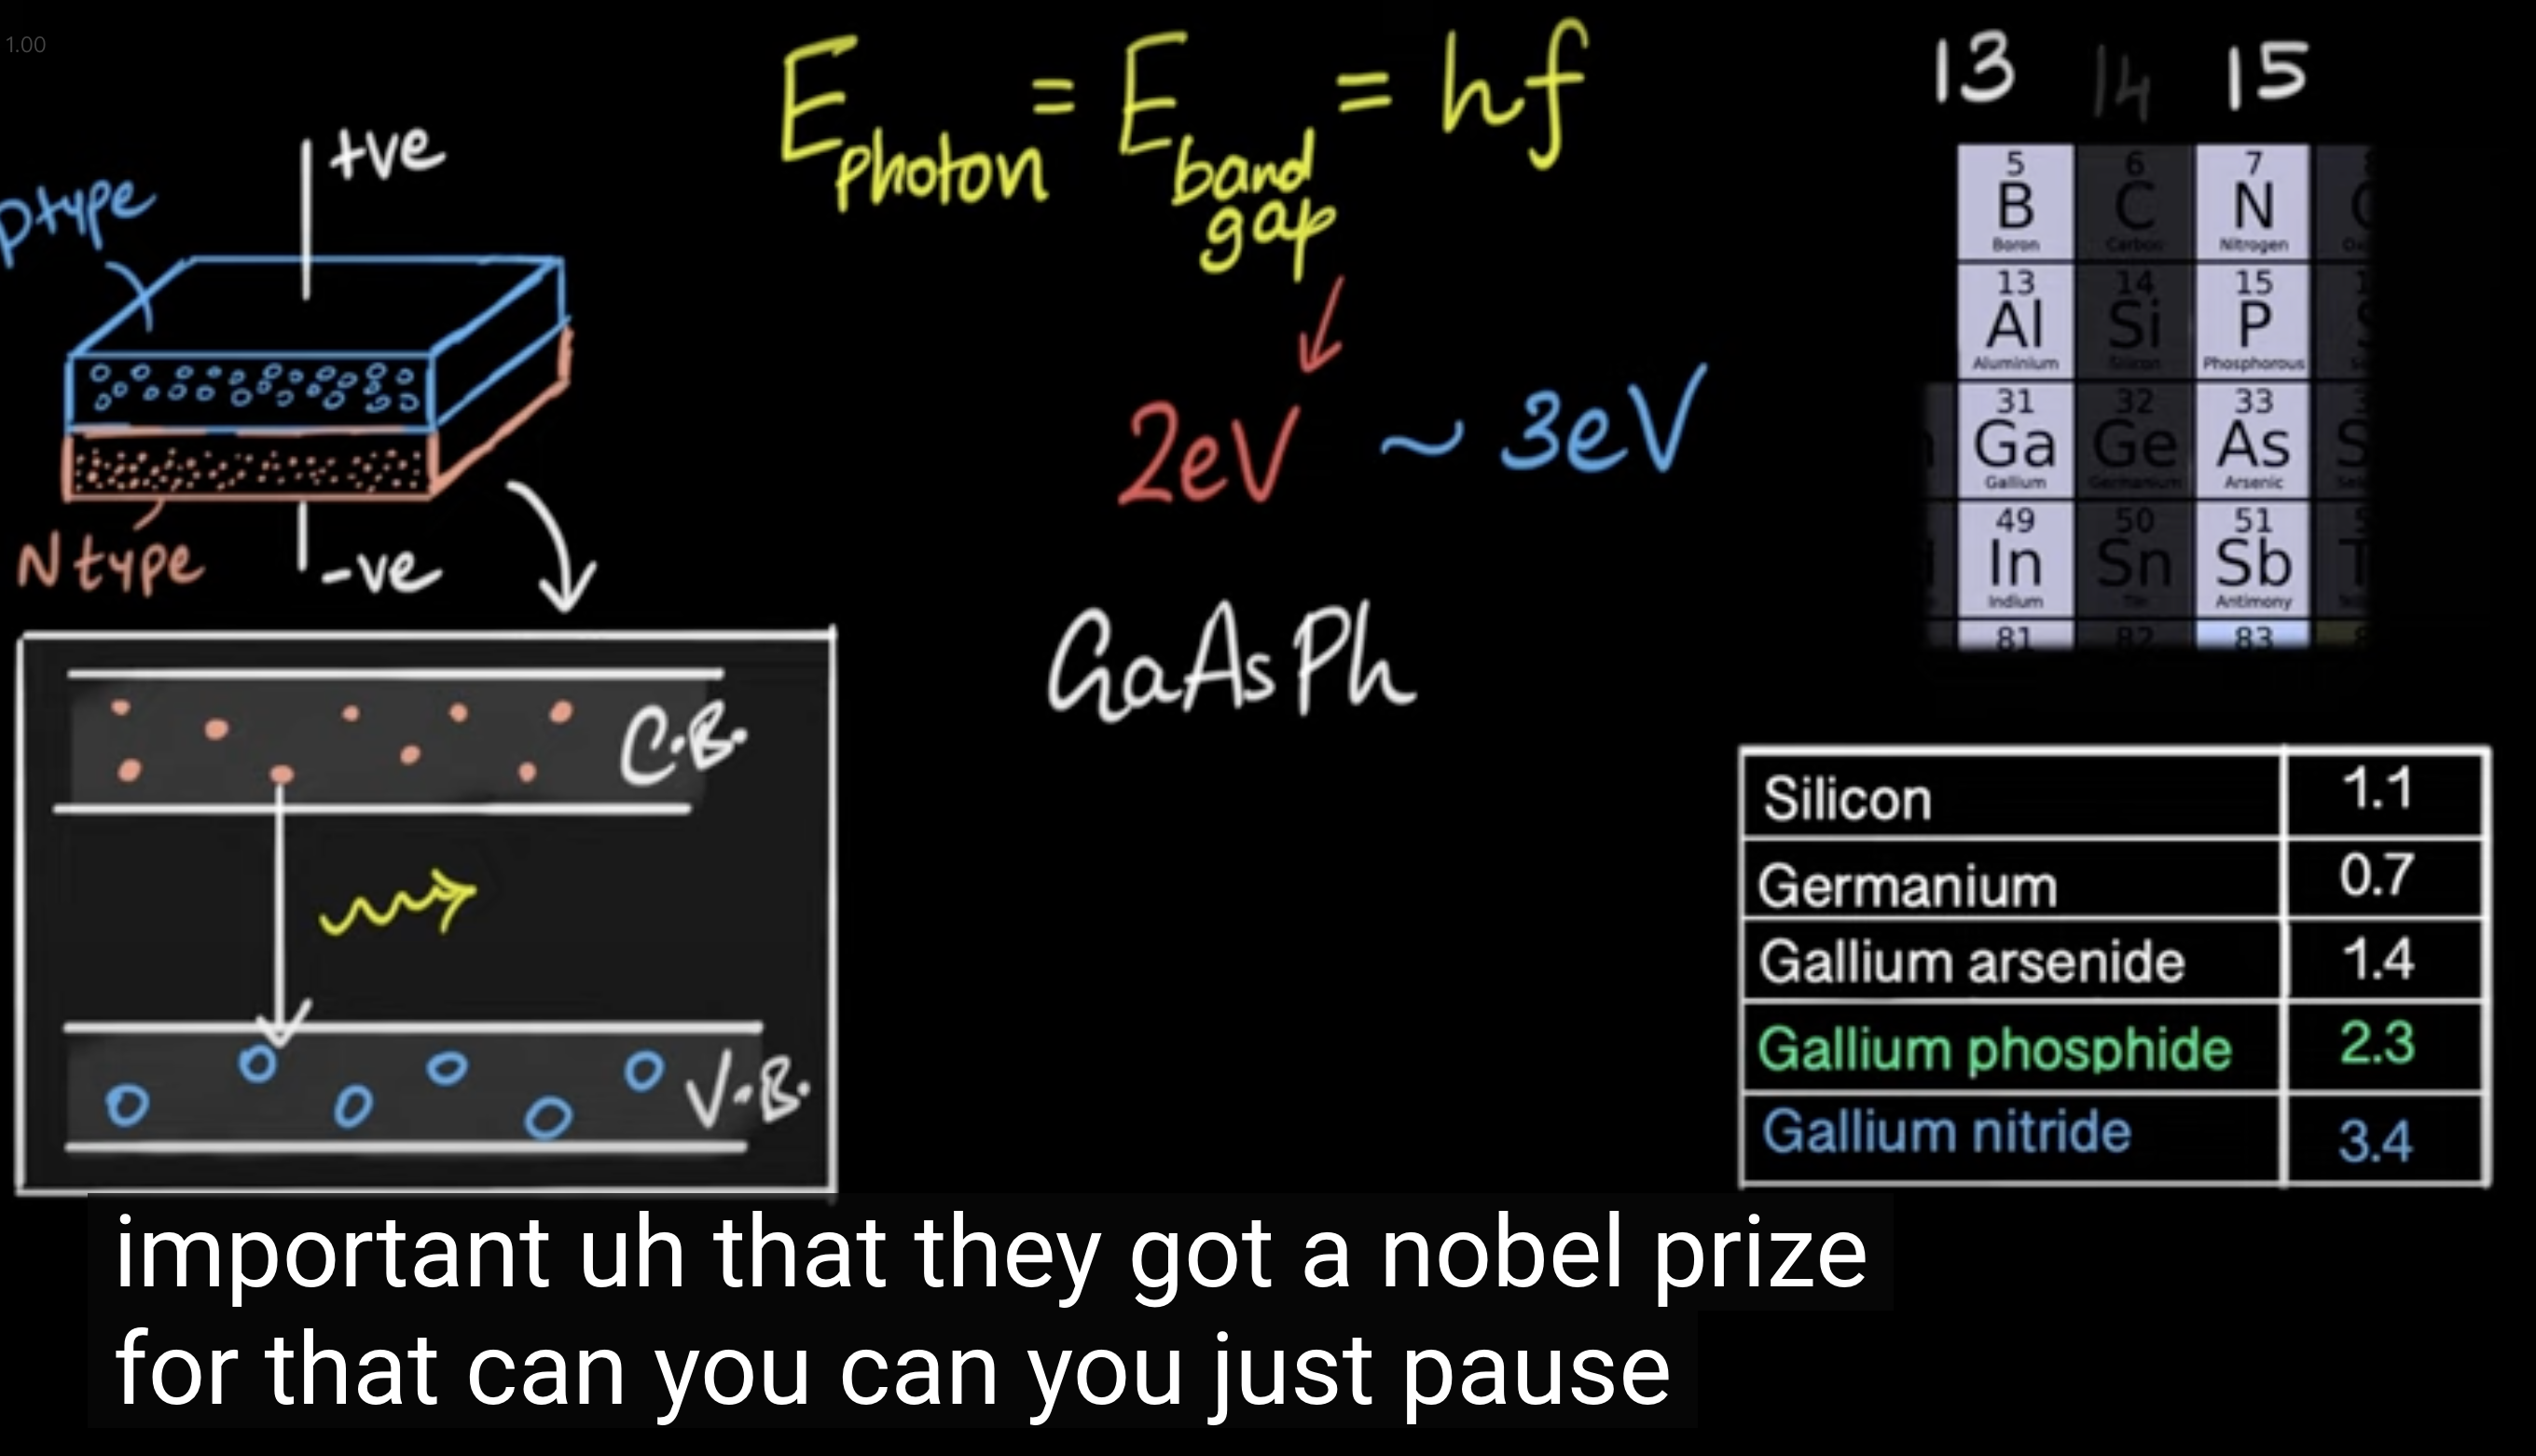 1.00
E photon = E band gap = hf
13 14 15
+ve
Ptype
5 6 7
B C N
Boron Carbon Nitrogen
13 14 15
Al Si P
Aluminium Silicon Phosphorous
31 32 33
Ga Ge As S
Gallium Germanium Arsenic
49 50 51
In Sn Sb T
Indium Tin Antimony
81 82 83
2eV ~ 3eV
N type
-ve
GaAsPh
C.B.
V.B.
Silicon 1.1
Germanium 0.7
Gallium arsenide 1.4
Gallium phosphide 2.3
Gallium nitride 3.4
important uh that they got a nobel prize
for that can you can you just pause